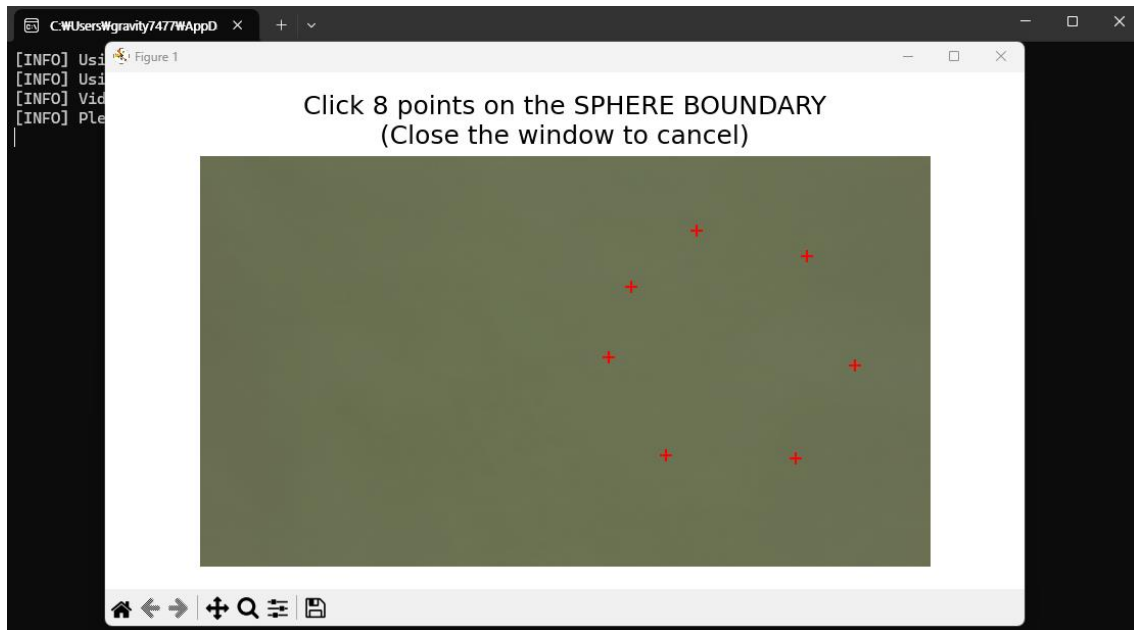 C:₩Users₩gravity7477₩AppD
[INFO] Usi
[INFO] Usi
[INFO] Vid
[INFO] Ple
Figure 1
Click 8 points on the SPHERE BOUNDARY
(Close the window to cancel)